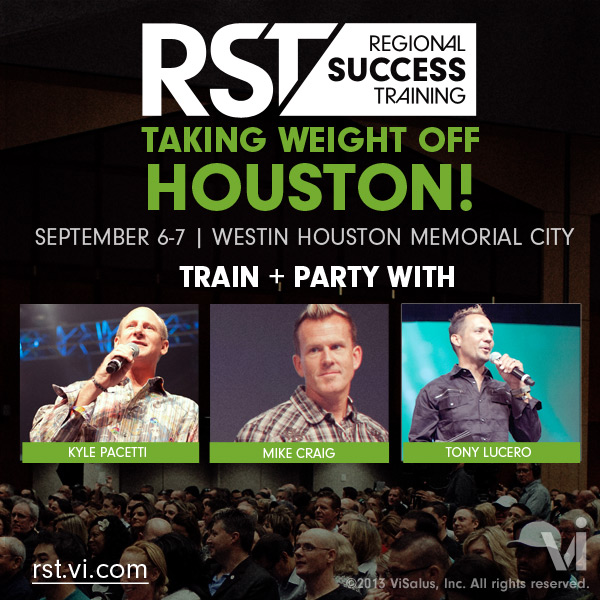 RST/
REGIONAL
SUCCESS
TRAINING
TAKING WEIGHT OFF
HOUSTON!
SEPTEMBER 6-7 | WESTIN HOUSTON MEMORIAL CITY
TRAIN + PARTY WITH
KYLE PACETTI
MIKE CRAIG
TONY LUCERO
Vi
rst.vi.com
©2013 ViSalus, Inc. All rights reserved.